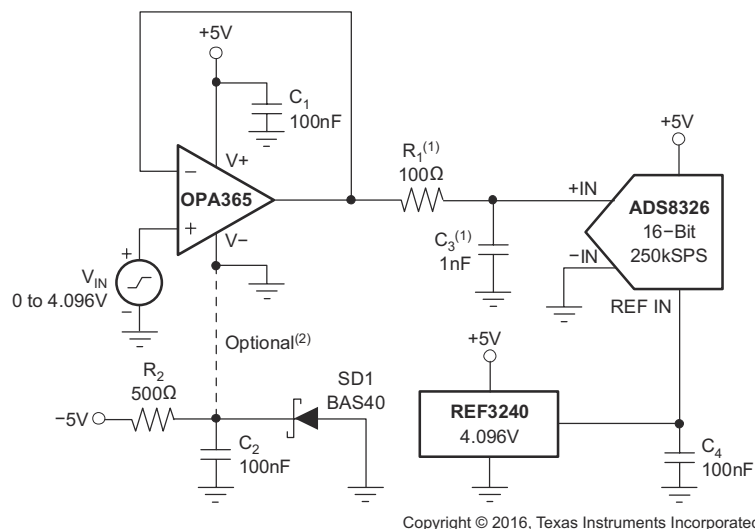 +5V
C1
100nF
V+
R1(1)
100Ω
+5V
−
OPA365
+IN
ADS8326
16−Bit
250kSPS
+
V−
C3(1)
1nF
−IN
+
VIN
0 to 4.096V
−
REF IN
Optional(2)
+5V
R2
500Ω
SD1
BAS40
REF3240
4.096V
−5V
C2
100nF
C4
100nF
Copyright © 2016, Texas Instruments Incorporated